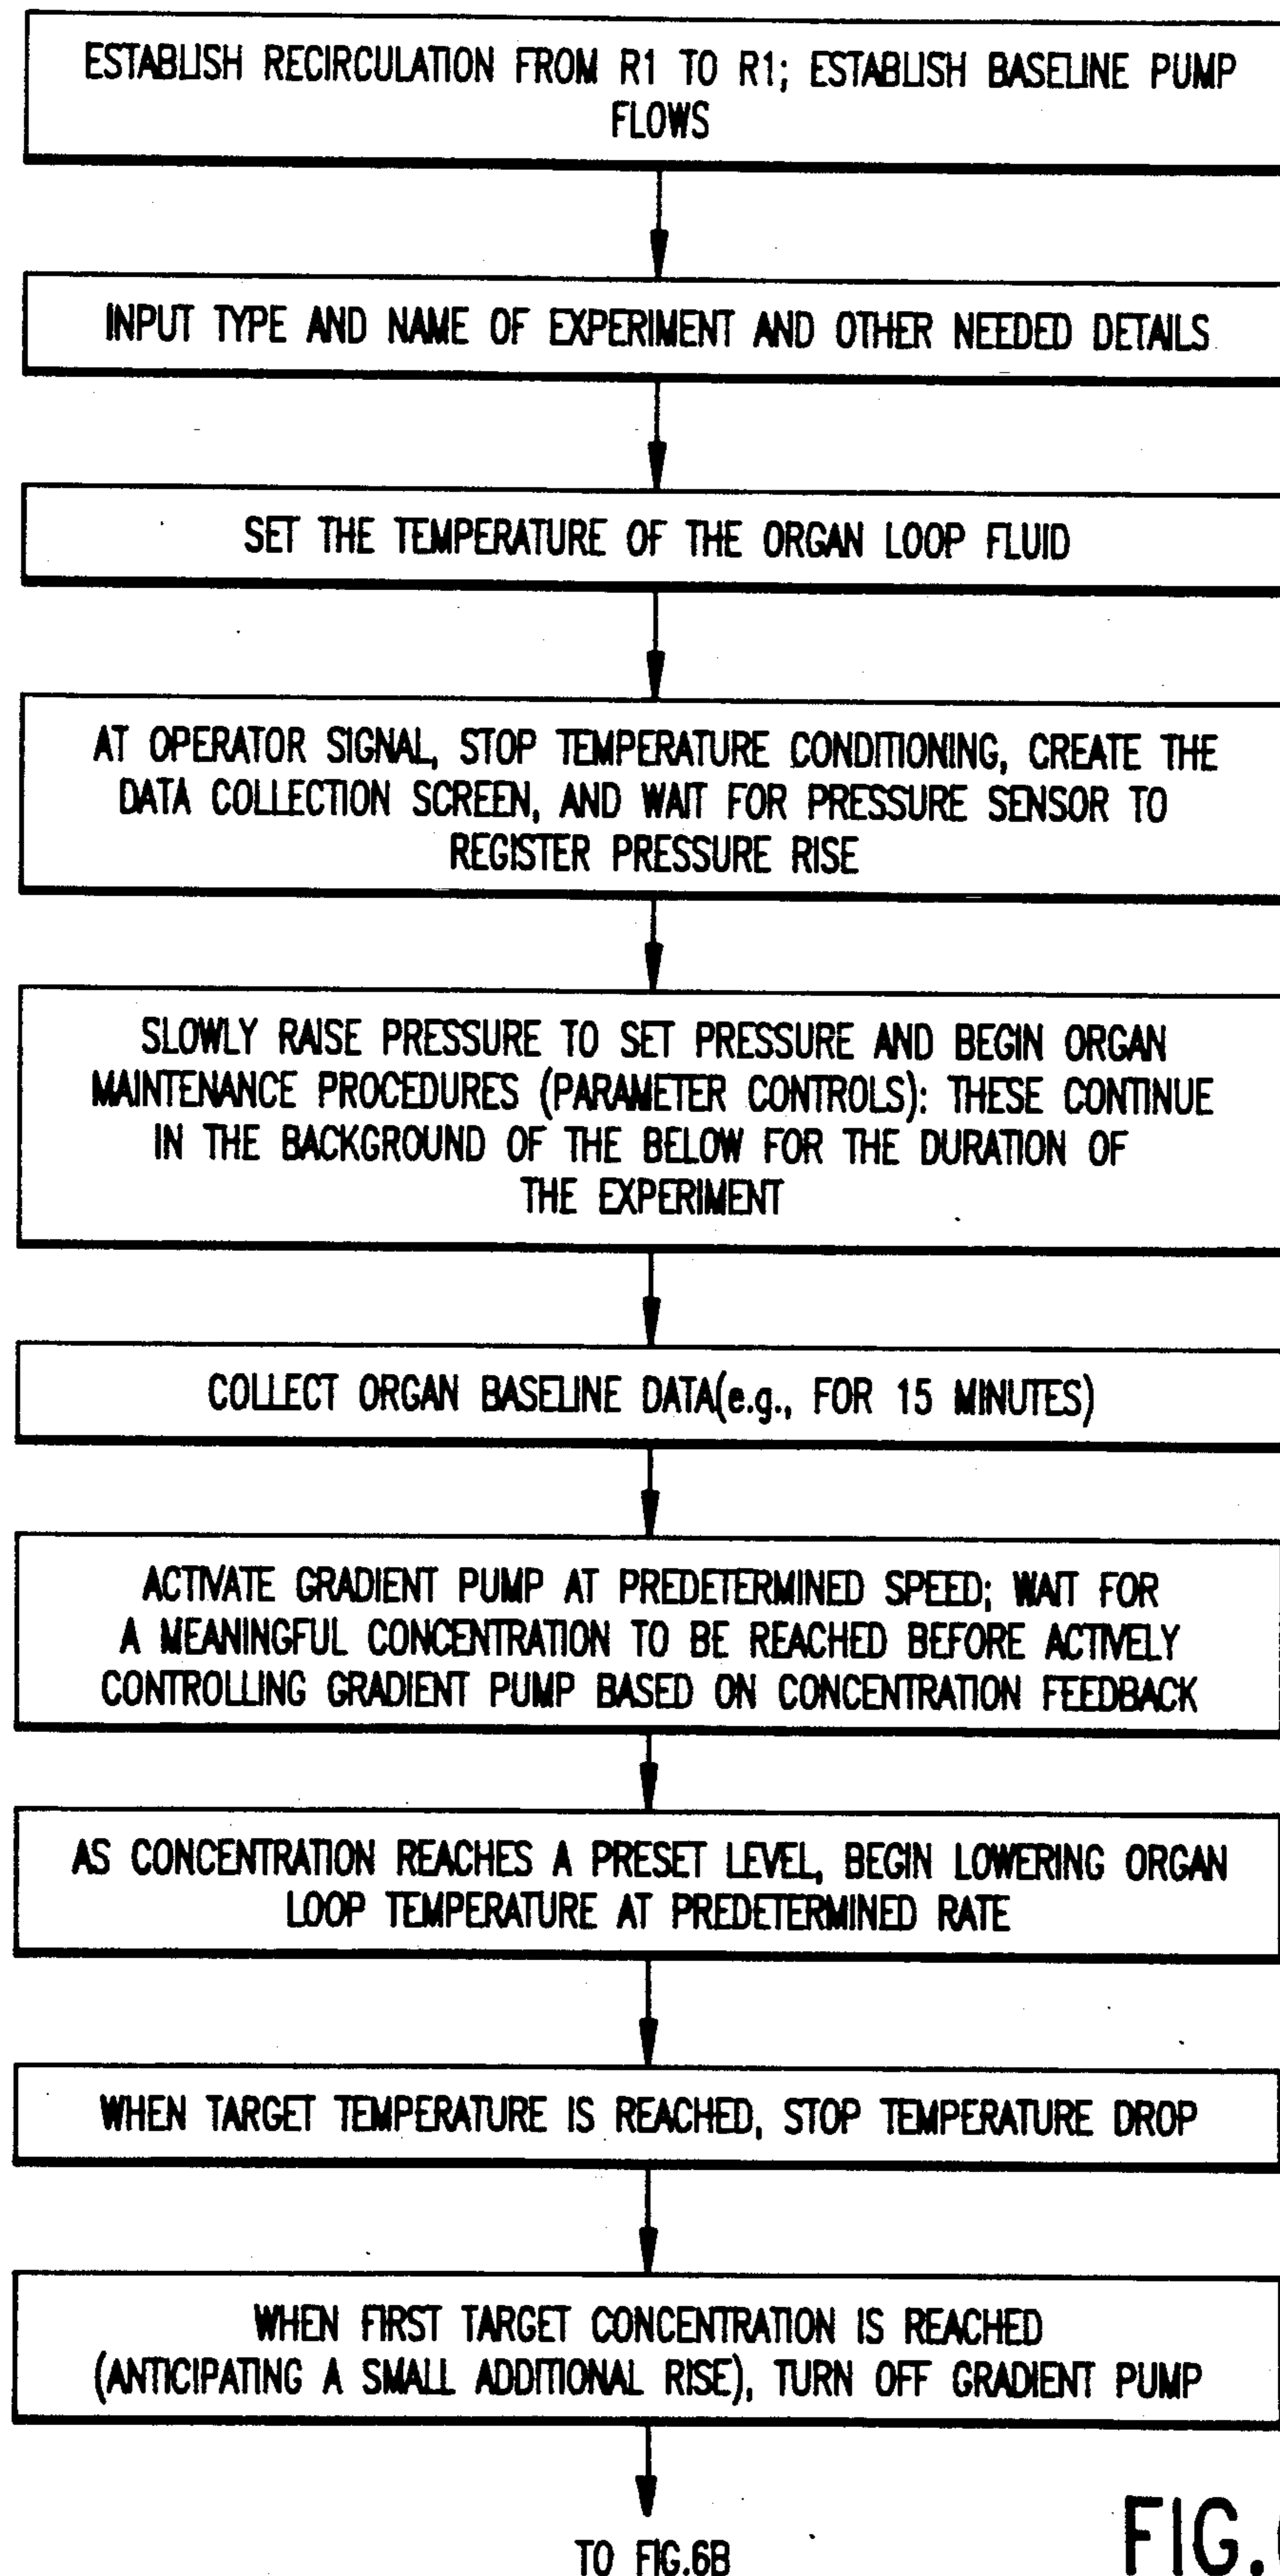 ESTABLISH RECIRCULATION FROM R1 TO R1; ESTABLISH BASELINE PUMP
FLOWS
INPUT TYPE AND NAME OF EXPERIMENT AND OTHER NEEDED DETAILS
SET THE TEMPERATURE OF THE ORGAN LOOP FLUID
AT OPERATOR SIGNAL, STOP TEMPERATURE CONDITIONING, CREATE THE
DATA COLLECTION SCREEN, AND WAIT FOR PRESSURE SENSOR TO
REGISTER PRESSURE RISE
SLOWLY RAISE PRESSURE TO SET PRESSURE AND BEGIN ORGAN
MAINTENANCE PROCEDURES (PARAMETER CONTROLS): THESE CONTINUE
IN THE BACKGROUND OF THE BELOW FOR THE DURATION OF
THE EXPERIMENT
COLLECT ORGAN BASELINE DATA(e.g., FOR 15 MINUTES)
ACTIVATE GRADIENT PUMP AT PREDETERMINED SPEED; WAIT FOR
A MEANINGFUL CONCENTRATION TO BE REACHED BEFORE ACTIVELY
CONTROLLING GRADIENT PUMP BASED ON CONCENTRATION FEEDBACK
AS CONCENTRATION REACHES A PRESET LEVEL, BEGIN LOWERING ORGAN
LOOP TEMPERATURE AT PREDETERMINED RATE
WHEN TARGET TEMPERATURE IS REACHED, STOP TEMPERATURE DROP
WHEN FIRST TARGET CONCENTRATION IS REACHED
(ANTICIPATING A SMALL ADDITIONAL RISE), TURN OFF GRADIENT PUMP
TO FIG.6B
FIG.